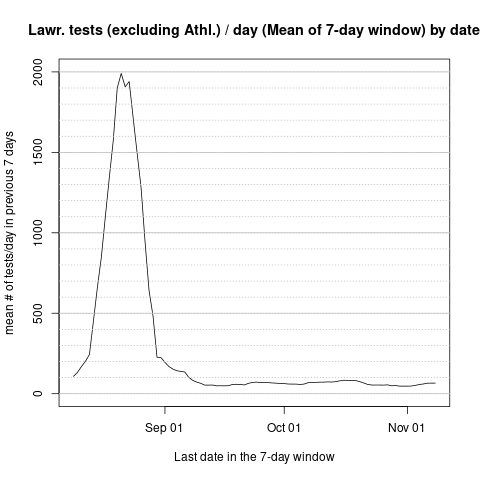 Lawr. tests (excluding Athl.) / day (Mean of 7-day window) by date
mean # of tests/day in previous 7 days
2000
1500
1000
500
0
Sep 01 Oct 01 Nov 01
Last date in the 7-day window